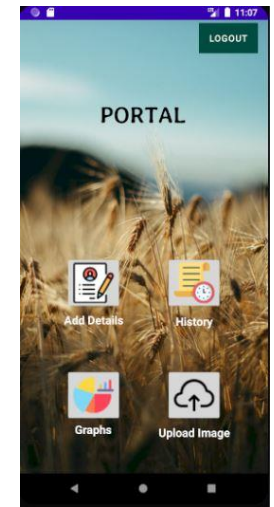 11:07
LOGOUT
PORTAL
Add Details
History
Graphs
Upload Image